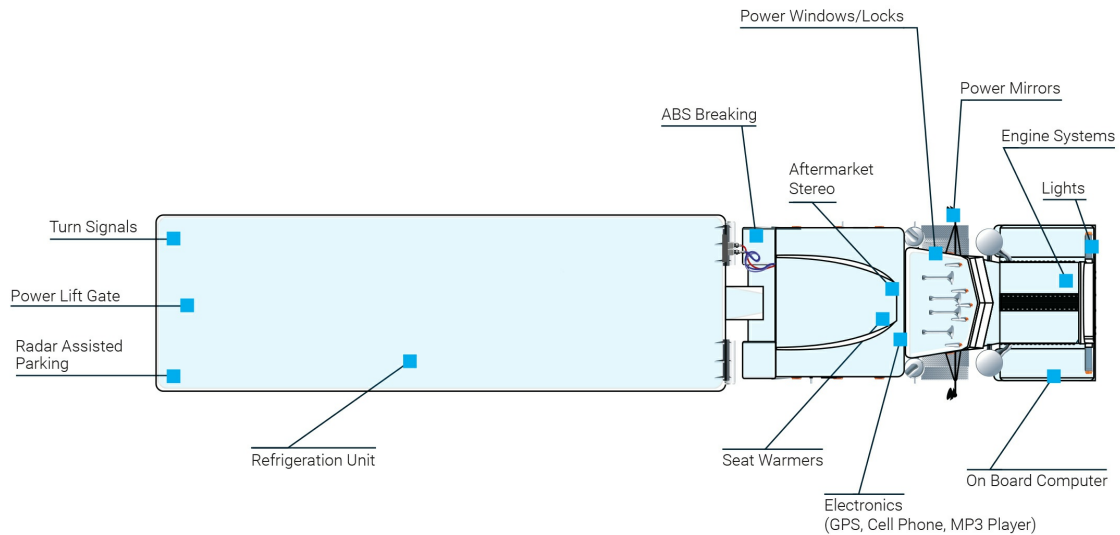 Power Windows/Locks
Power Mirrors
ABS Breaking
Engine Systems
Aftermarket
Stereo
Lights
Turn Signals
Power Lift Gate
Radar Assisted
Parking
Refrigeration Unit
Seat Warmers
On Board Computer
Electronics
(GPS, Cell Phone, MP3 Player)